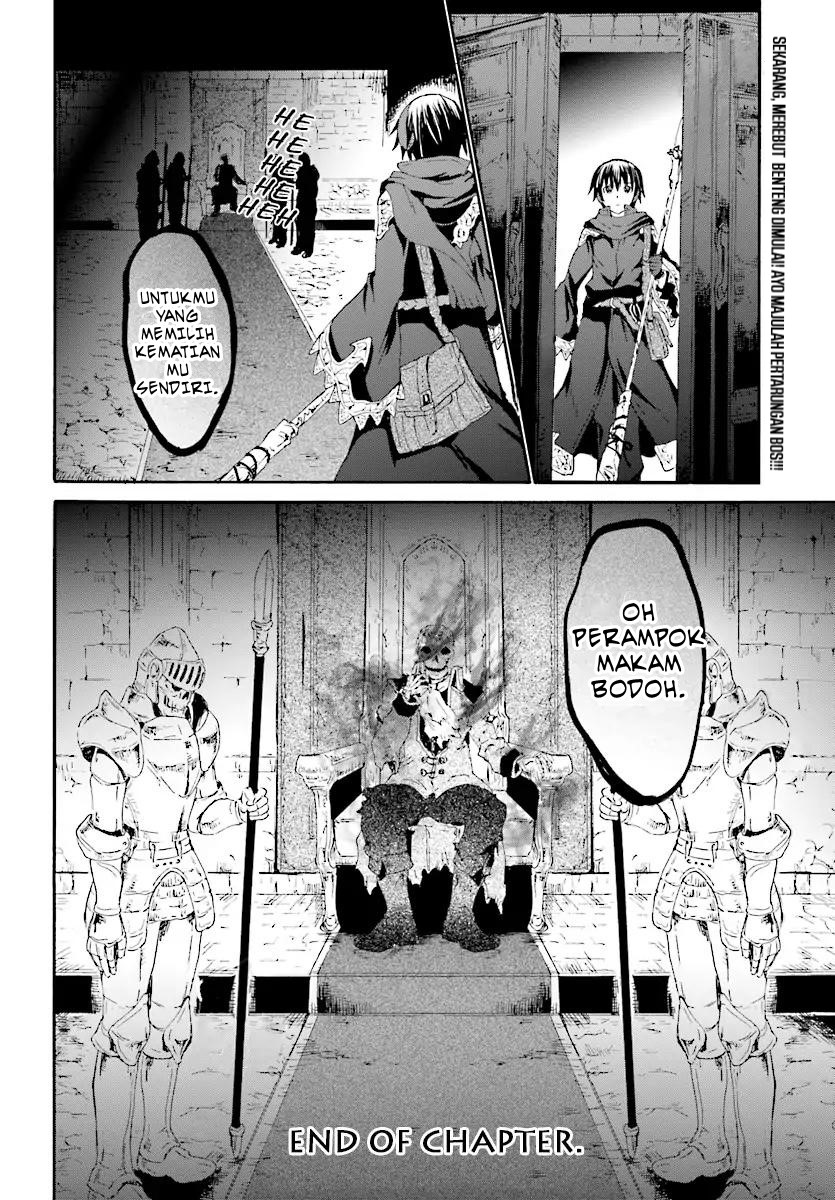 SEKARANG, MEREBUT BENTENG DIMULAI! AYO MAJULAH PERTARUNGAN BOS!!!
HE
HE
HE
HE
HEH
UNTUKMU
YANG
MEMILIH
KEMATIAN
MU
SENDIRI.
OH
PERAMPOK
MAKAM
BODOH.
END OF CHAPTER.